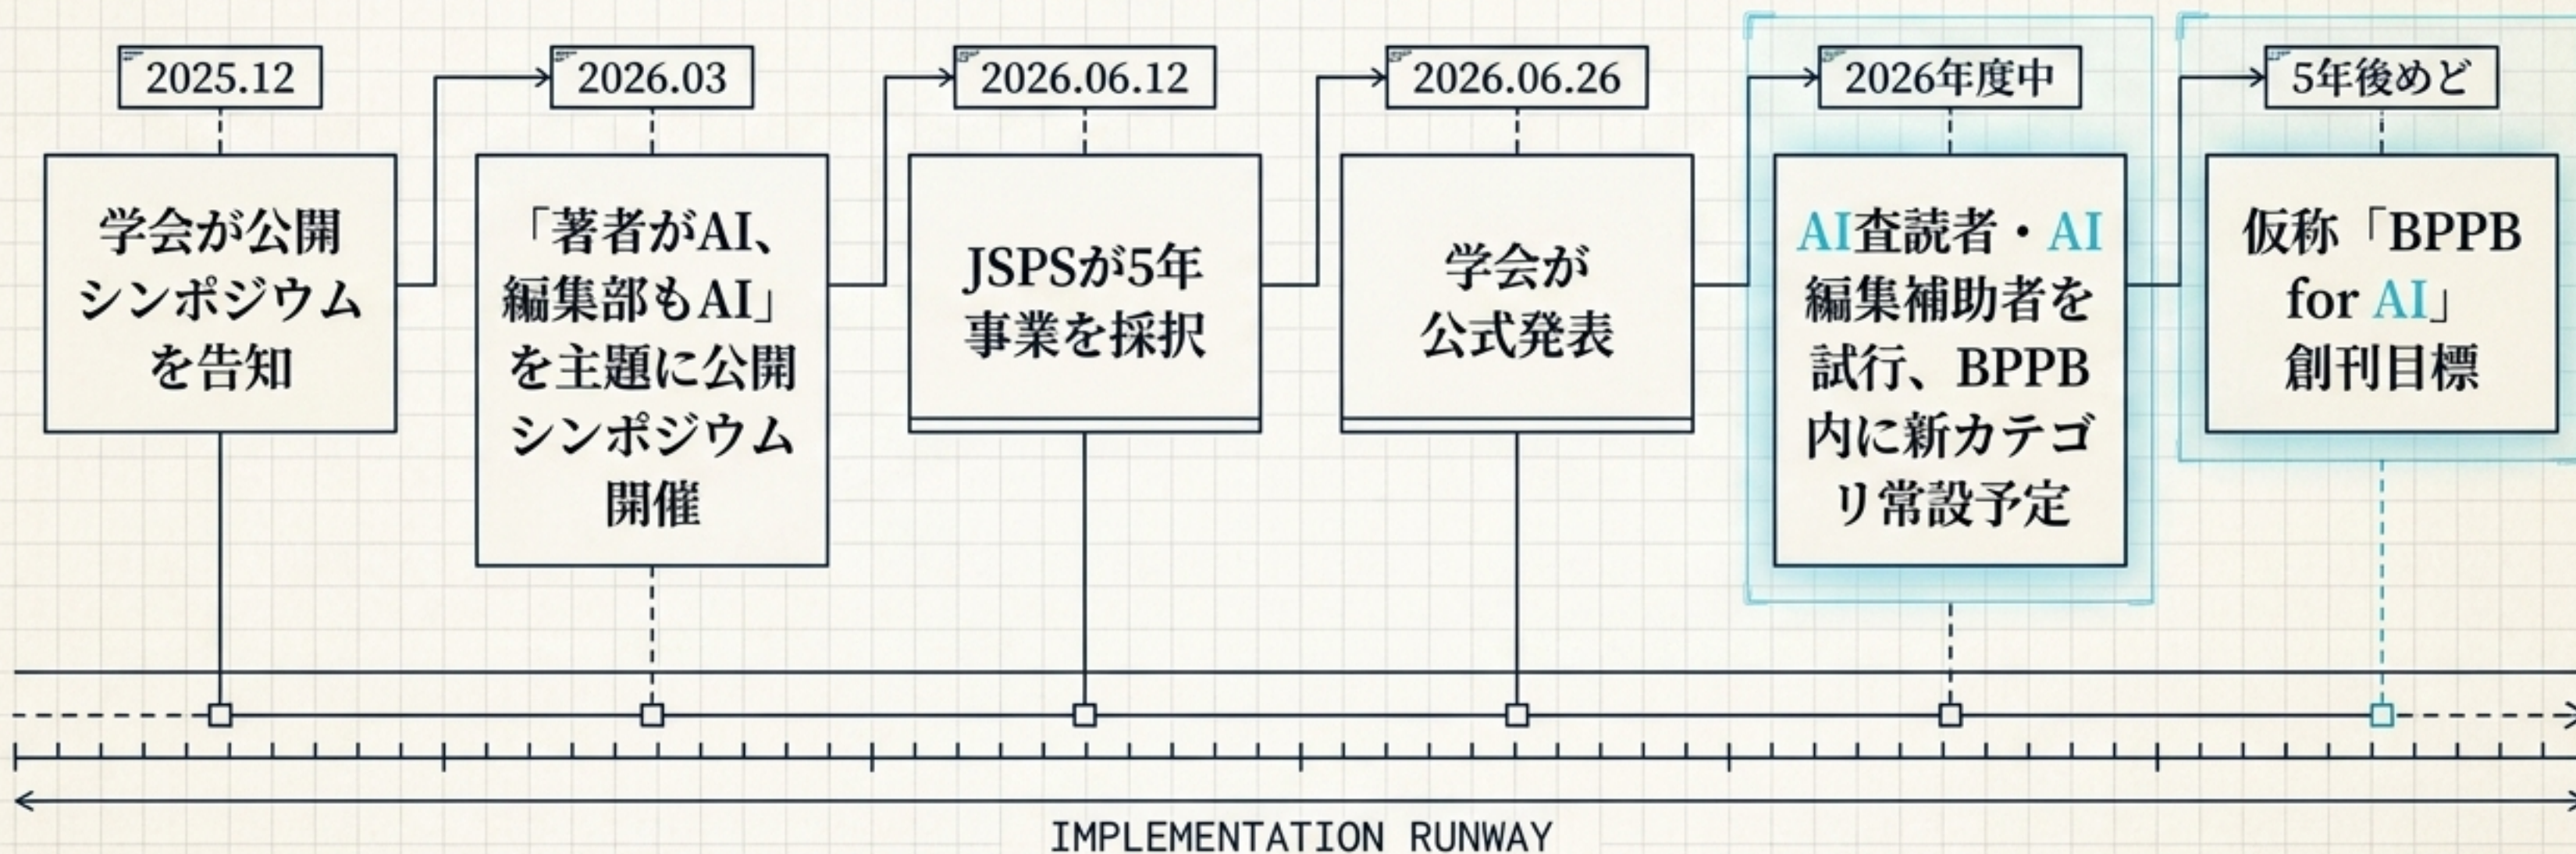 2025.12
学会が公開
シンポジウム
を告知
2026.03
「著者がAI、
編集部もAI」
を主題に公開
シンポジウム
開催
2026.06.12
JSPSが5年
事業を採択
2026.06.26
学会が
公式発表
2026年度中
AI査読者・AI
編集補助者を
試行、BPPB
内に新カテゴ
リ常設予定
5年後めど
仮称「BPPB
for AI」
創刊目標
IMPLEMENTATION RUNWAY